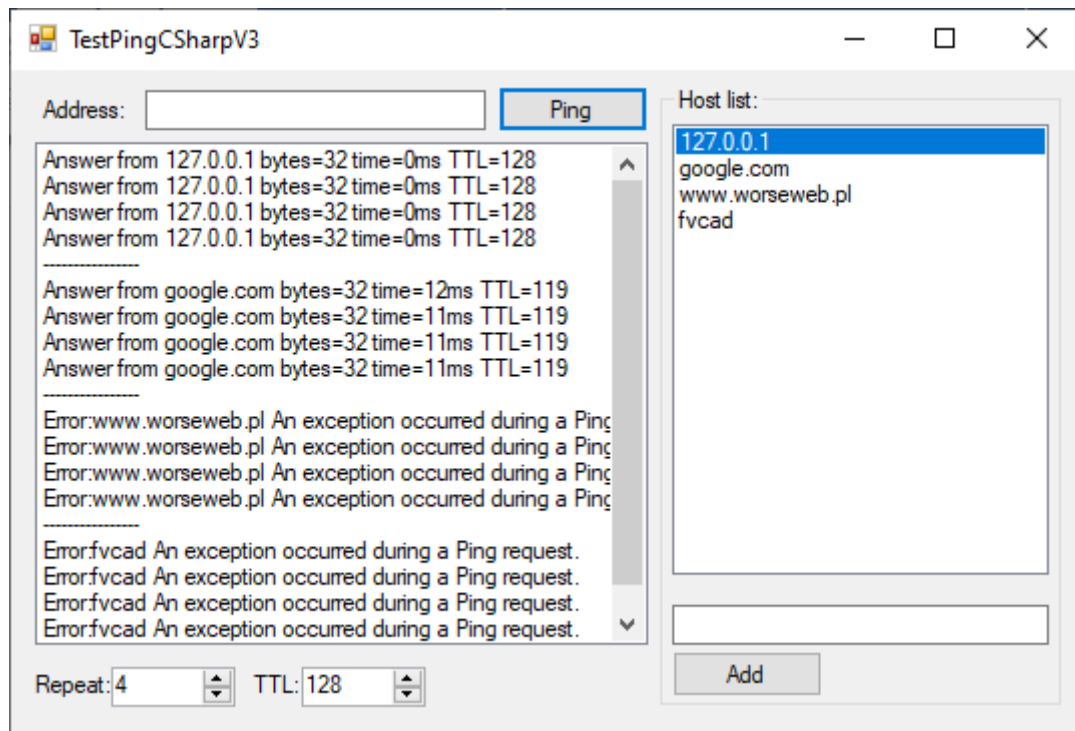 TestPingCSharpV3
Address:
Ping
Answer from 127.0.0.1 bytes=32 time=0ms TTL=128
Answer from 127.0.0.1 bytes=32 time=0ms TTL=128
Answer from 127.0.0.1 bytes=32 time=0ms TTL=128
Answer from 127.0.0.1 bytes=32 time=0ms TTL=128
----------------
Answer from google.com bytes=32 time=12ms TTL=119
Answer from google.com bytes=32 time=11ms TTL=119
Answer from google.com bytes=32 time=11ms TTL=119
Answer from google.com bytes=32 time=11ms TTL=119
----------------
Error:www.worseweb.pl An exception occurred during a Ping
Error:www.worseweb.pl An exception occurred during a Ping
Error:www.worseweb.pl An exception occurred during a Ping
Error:www.worseweb.pl An exception occurred during a Ping
----------------
Error:fvcad An exception occurred during a Ping request.
Error:fvcad An exception occurred during a Ping request.
Error:fvcad An exception occurred during a Ping request.
Error:fvcad An exception occurred during a Ping request.
Repeat: 4
TTL: 128
Host list:
127.0.0.1
google.com
www.worseweb.pl
fvcad
Add